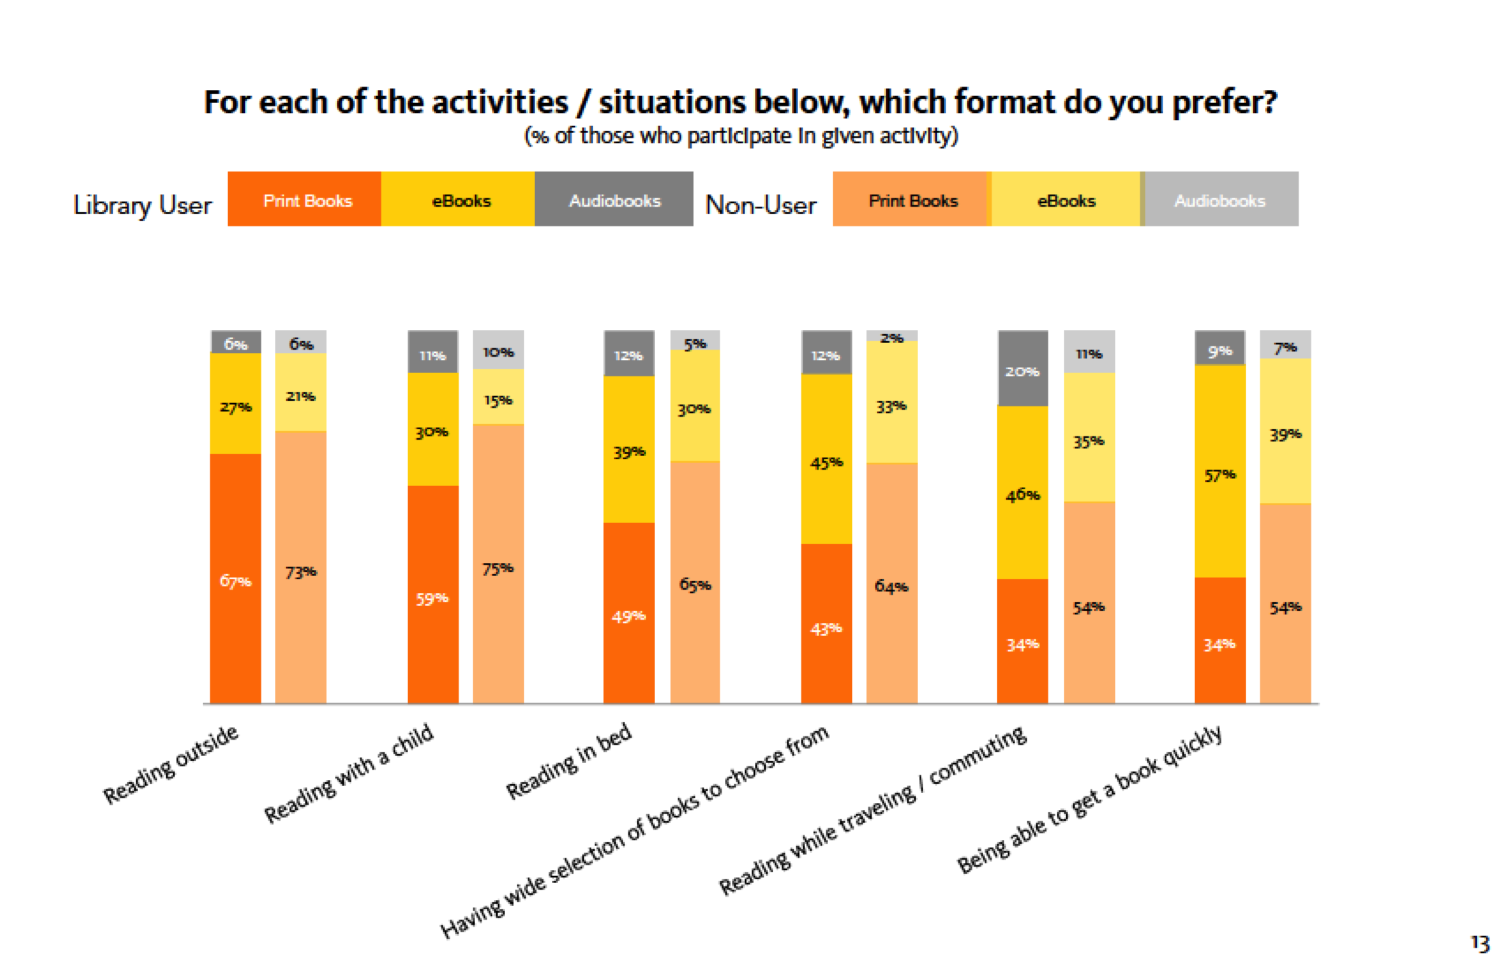 For each of the activities / situations below, which format do you prefer?
(% of those who participate in given activity)
Library User
Print Books
eBooks
Audiobooks
Non-User
Print Books
eBooks
Audiobooks
6%
6%
11%
10%
12%
5%
12%
2%
20%
11%
9%
7%
27%
21%
30%
15%
39%
30%
45%
33%
46%
35%
57%
39%
67%
73%
59%
75%
49%
65%
43%
64%
34%
54%
34%
54%
Reading outside
Reading with a child
Reading in bed
Having wide selection of books to choose from
Reading while traveling / commuting
Being able to get a book quickly
13